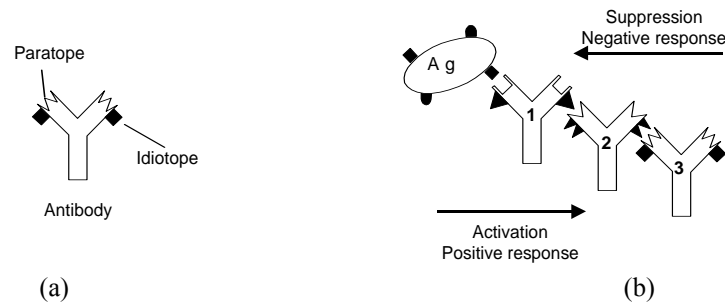 Paratope
Idiotope
Antibody
(a)
Suppression
Negative response
A g
1
2
3
Activation
Positive response
(b)